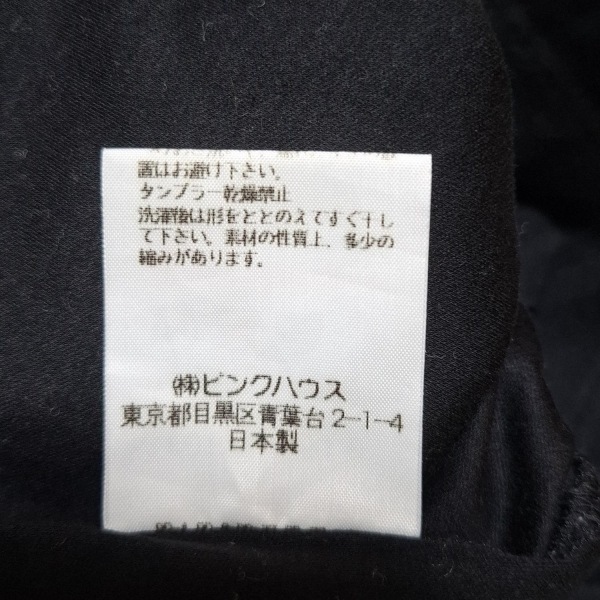 置はお避け下さい。
タンブラー乾燥禁止
洗濯後は形をととのえてすぐ干し
て下さい。素材の性質上、多少の
縮みがあります。
㈱ピンクハウス
東京都目黒区青葉台2-1-4
日本製